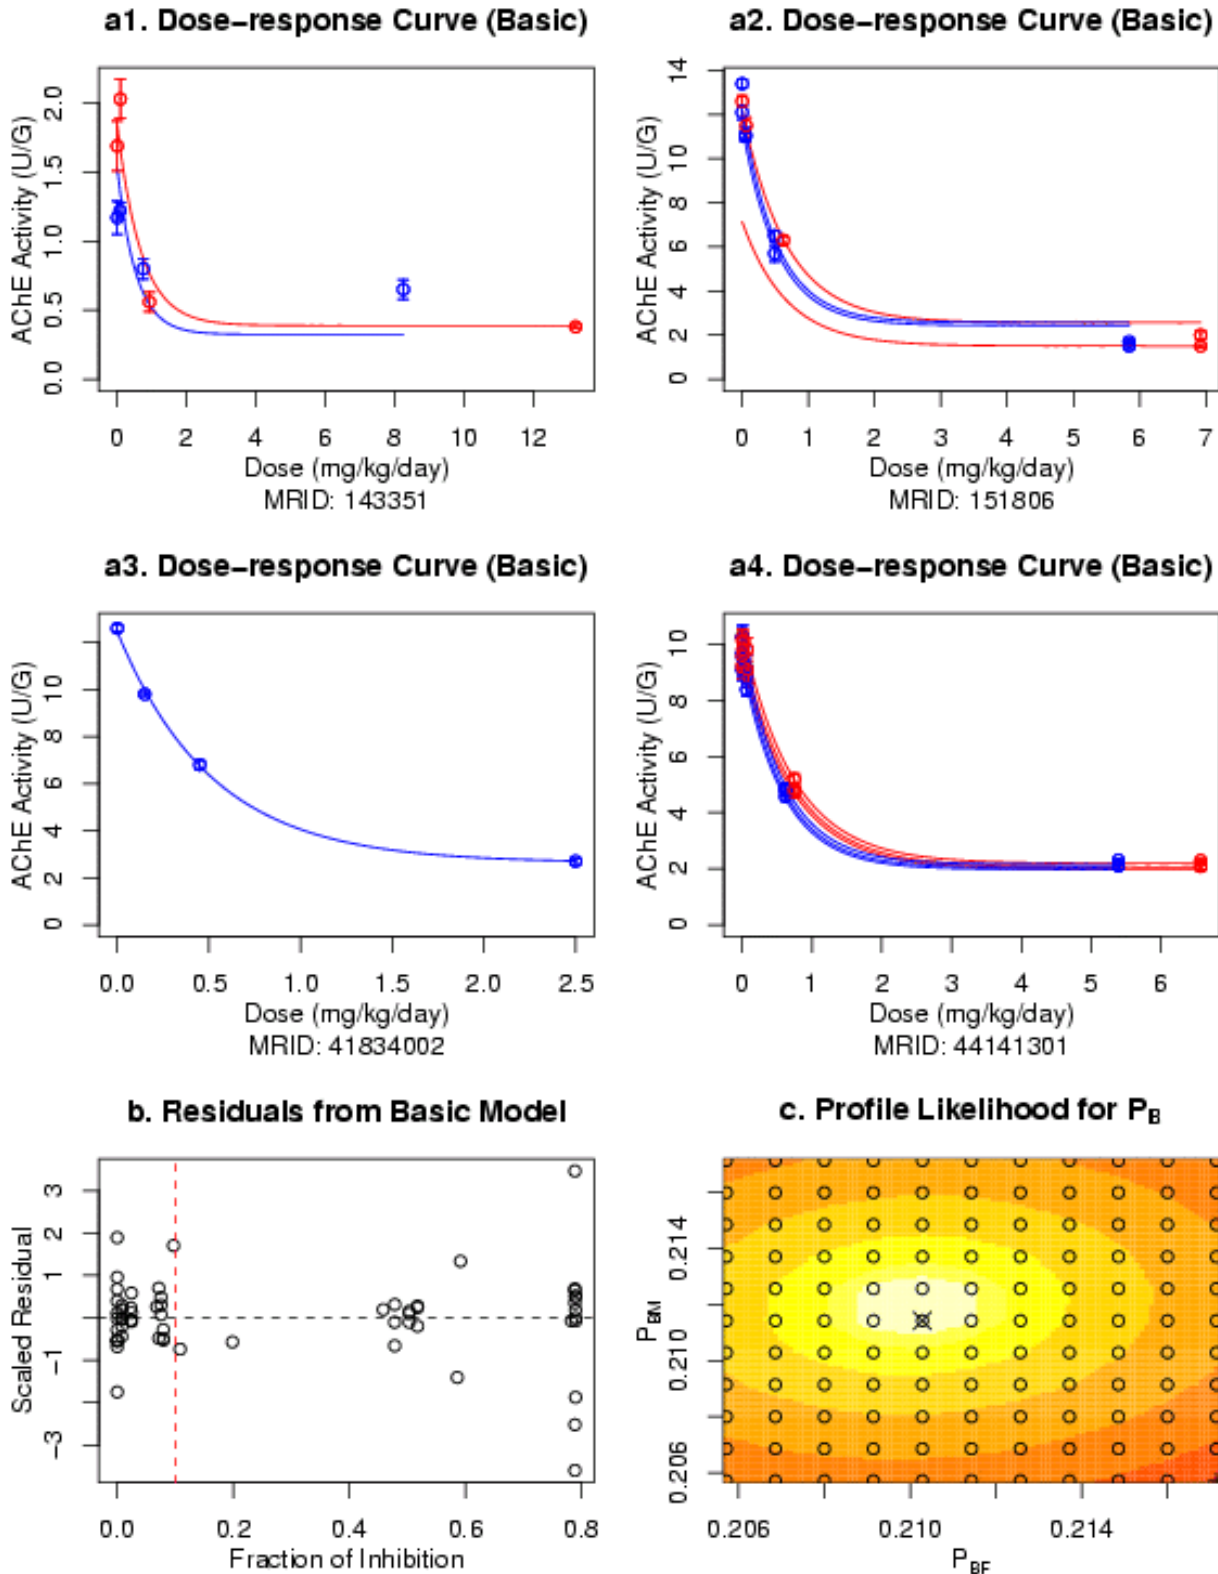 a1. Dose-response Curve (Basic)
AChE Activity (U/G)
0.0 0.5 1.0 1.5 2.0
0 2 4 6 8 10 12
Dose (mg/kg/day)
MRID: 143351
a2. Dose-response Curve (Basic)
AChE Activity (U/G)
0 2 4 6 8 10 14
0 1 2 3 4 5 6 7
Dose (mg/kg/day)
MRID: 151806
a3. Dose-response Curve (Basic)
AChE Activity (U/G)
0 2 4 6 8 10
0.0 0.5 1.0 1.5 2.0 2.5
Dose (mg/kg/day)
MRID: 41834002
a4. Dose-response Curve (Basic)
AChE Activity (U/G)
0 2 4 6 8 10
0 1 2 3 4 5 6
Dose (mg/kg/day)
MRID: 44141301
b. Residuals from Basic Model
Scaled Residual
-3 -1 1 2 3
0.0 0.2 0.4 0.6 0.8
Fraction of Inhibition
c. Profile Likelihood for PB
PBM
0.206 0.210 0.214
0.206 0.210 0.214
PBF